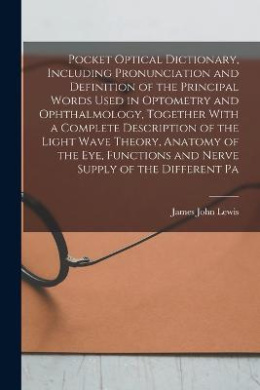 Pocket Optical Dictionary,
Including Pronunciation and
Definition of the Principal
Words Used in Optometry and
Ophthalmology, Together With
a Complete Description of the
Light Wave Theory, Anatomy of
the Eye, Functions and Nerve
Supply of the Different Pa
James John Lewis